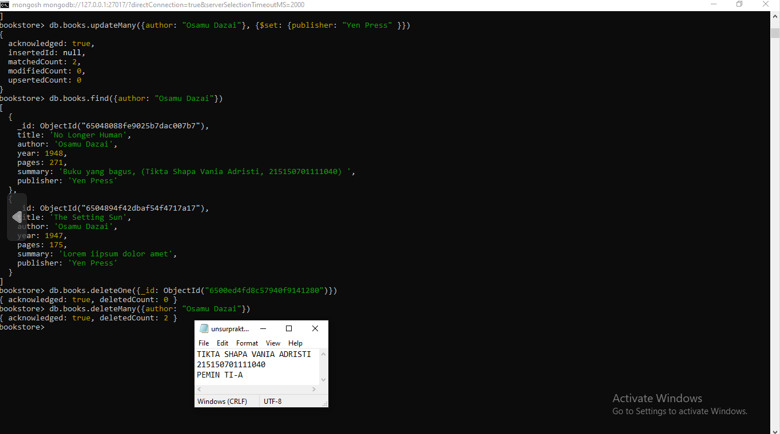 mongosh mongodb://127.0.0.1:27017/?directConnection=true&serverSelectionTimeoutMS=2000
]
bookstore> db.books.updateMany({author: "Osamu Dazai"}, {$set: {publisher: "Yen Press" }})
{
acknowledged: true,
insertedId: null,
matchedCount: 2,
modifiedCount: 0,
upsertedCount: 0
}
bookstore> db.books.find({author: "Osamu Dazai"})
[
{
_id: ObjectId("65048088fe9025b7dac007b7"),
title: 'No Longer Human',
author: 'Osamu Dazai',
year: 1948,
pages: 271,
summary: 'Buku yang bagus, (Tikta Shapa Vania Adristi, 215150701111040) ',
publisher: 'Yen Press'
},
{
_id: ObjectId("6504894f42dbaf54f4717a17"),
title: 'The Setting Sun',
author: 'Osamu Dazai',
year: 1947,
pages: 175,
summary: 'Lorem iipsum dolor amet',
publisher: 'Yen Press'
}
]
bookstore> db.books.deleteOne({_id: ObjectId("6500ed4fd8c57940f9141280")})
{ acknowledged: true, deletedCount: 0 }
bookstore> db.books.deleteMany({author: "Osamu Dazai"})
{ acknowledged: true, deletedCount: 2 }
bookstore>
unsurprakt...
File Edit Format View Help
TIKTA SHAPA VANIA ADRISTI
215150701111040
PEMIN TI-A
Windows (CRLF) UTF-8
Activate Windows
Go to Settings to activate Windows.